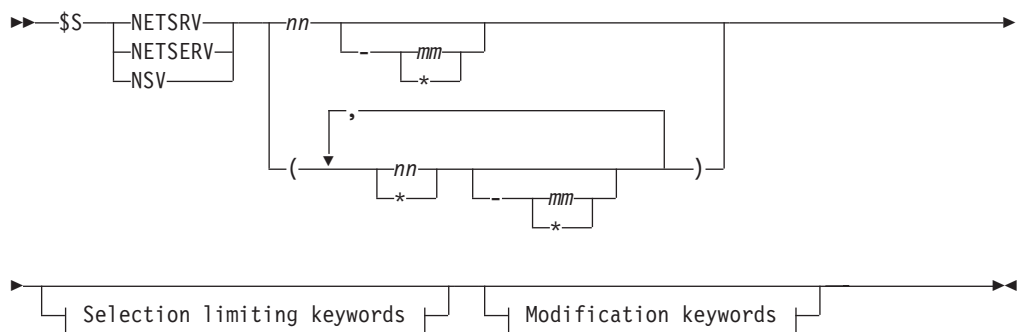 $S NETSRV nn
NETSERV - mm
NSV *
,
( nn )
* - mm
*
Selection limiting keywords Modification keywords